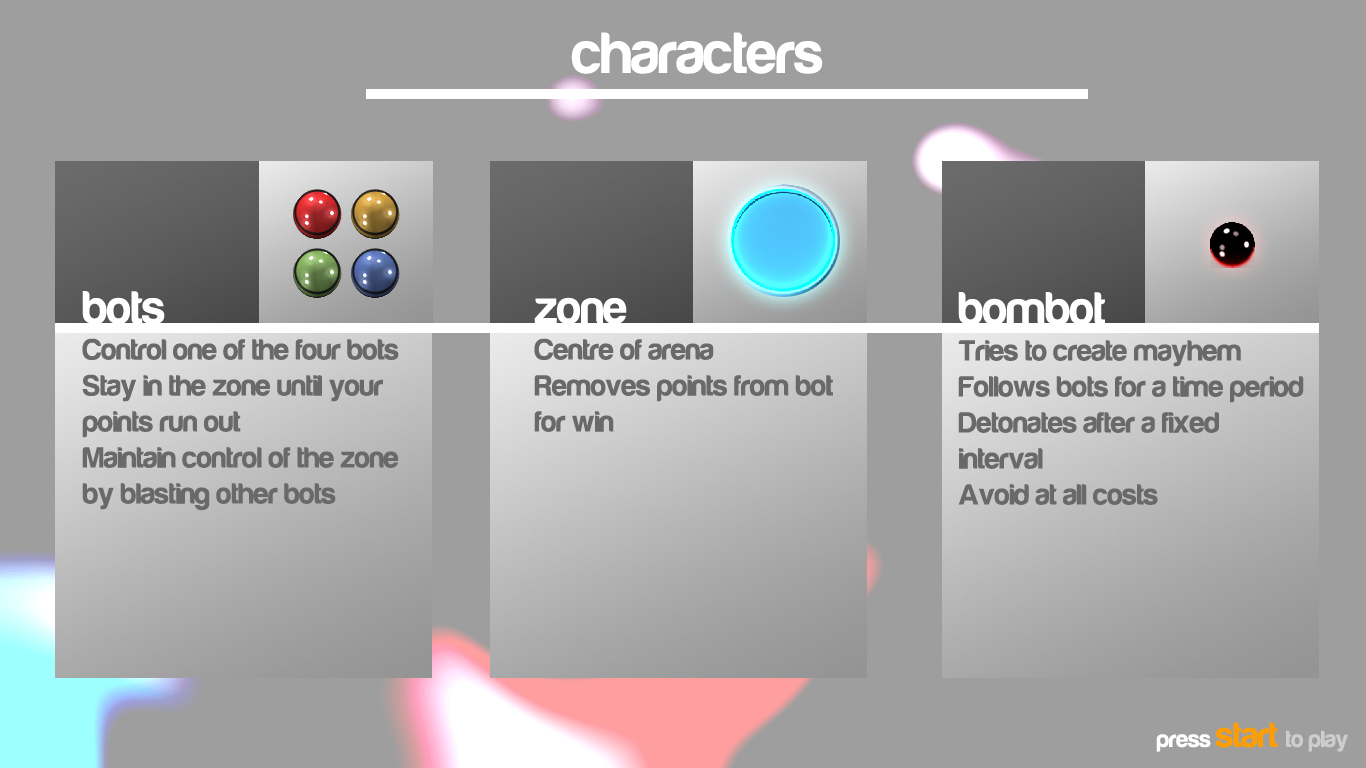 characters
bots
Control one of the four bots
Stay in the zone until your
points run out
Maintain control of the zone
by blasting other bots
zone
Centre of arena
Removes points from bot
for win
bombot
Tries to create mayhem
Follows bots for a time period
Detonates after a fixed
interval
Avoid at all costs
press start to play